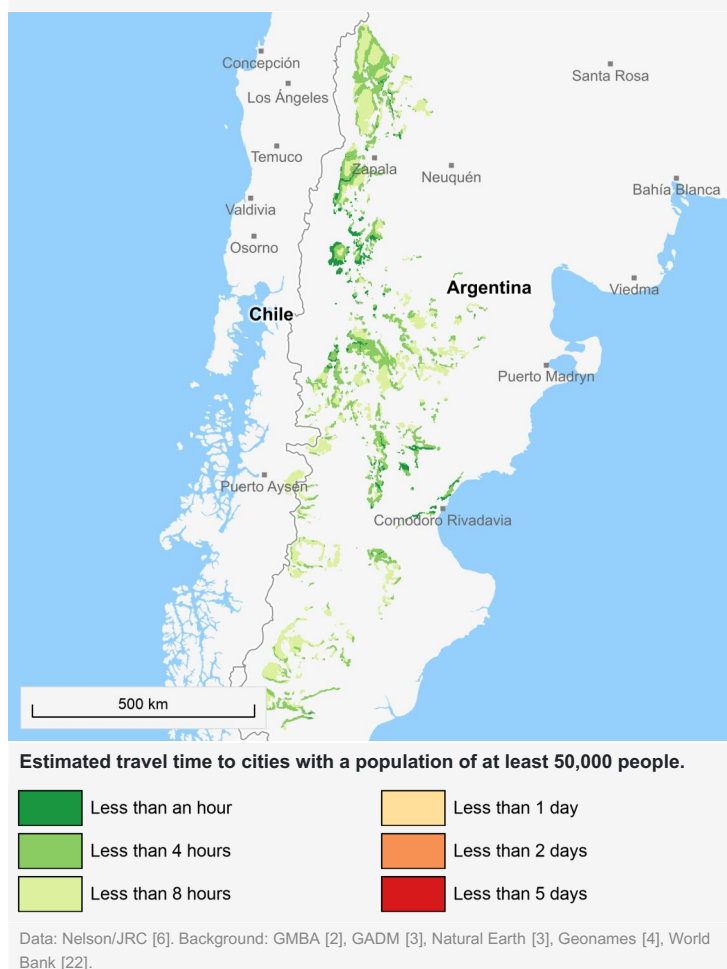 Concepción
Santa Rosa
Los Ángeles
Temuco
Zapala
Neuquén
Bahía Blanca
Valdivia
Osorno
Argentina
Viedma
Chile
Puerto Madryn
Puerto Aysén
Comodoro Rivadavia
500 km
Estimated travel time to cities with a population of at least 50,000 people.
Less than an hour
Less than 1 day
Less than 4 hours
Less than 2 days
Less than 8 hours
Less than 5 days
Data: Nelson/JRC [6]. Background: GMBA [2], GADM [3], Natural Earth [3], Geonames [4], World
Bank [22].